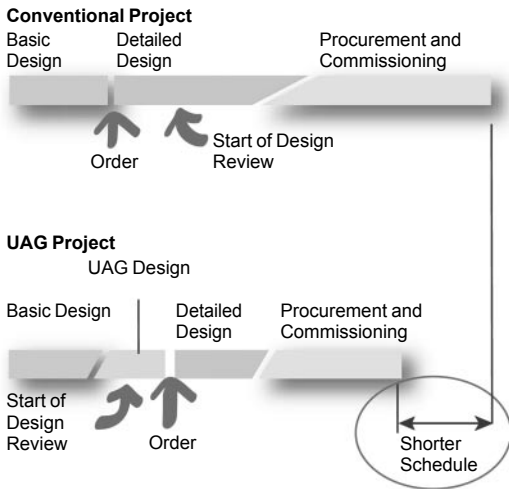 Conventional Project
Basic
Design
Detailed
Design
Procurement and
Commissioning
Order
Start of Design
Review
UAG Project
UAG Design
Basic Design
Detailed
Design
Procurement and
Commissioning
Start of
Design
Review
Order
Shorter
Schedule